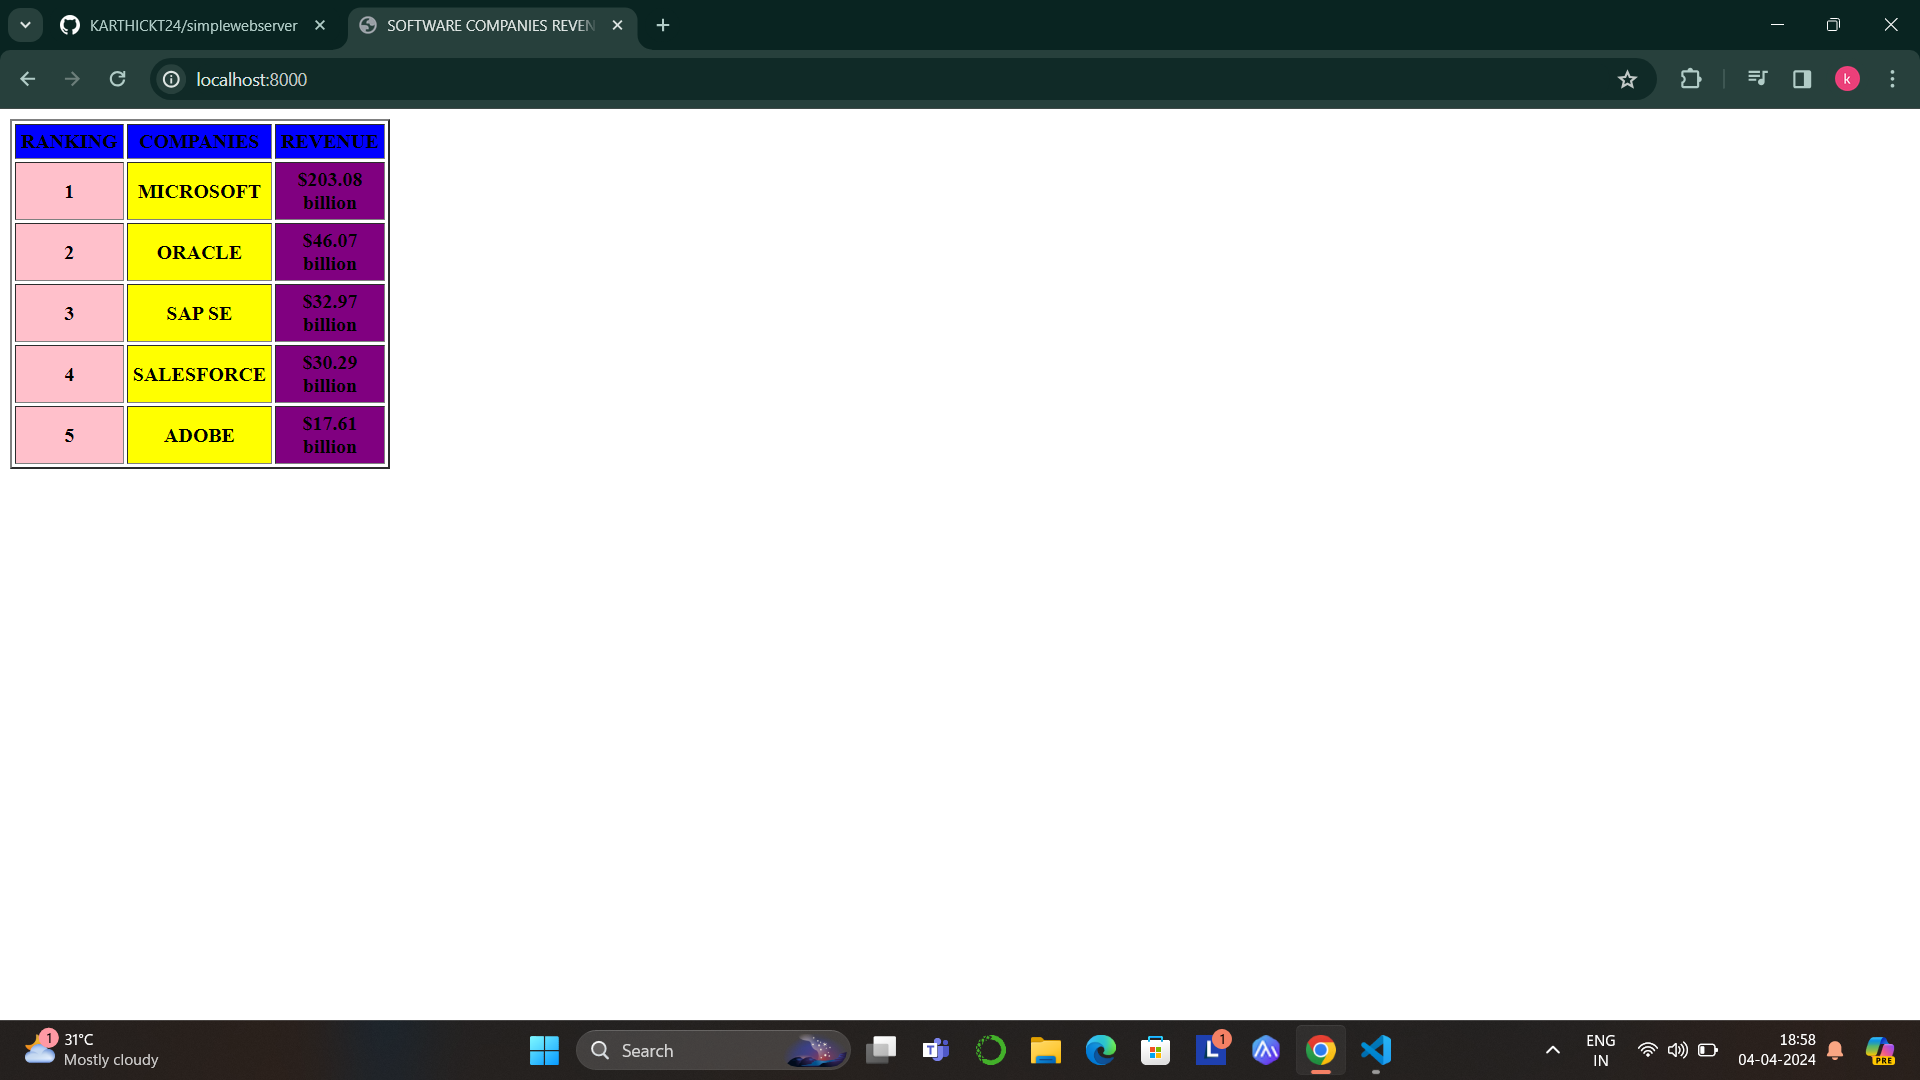 KARTHICKT24/simplewebserver
SOFTWARE COMPANIES REVEN
localhost:8000
k
RANKING COMPANIES REVENUE
1 MICROSOFT $203.08 billion
2 ORACLE $46.07 billion
3 SAP SE $32.97 billion
4 SALESFORCE $30.29 billion
5 ADOBE $17.61 billion
1
31°C
Mostly cloudy
Search
T
L
1
ENG
IN
18:58
04-04-2024
PRE